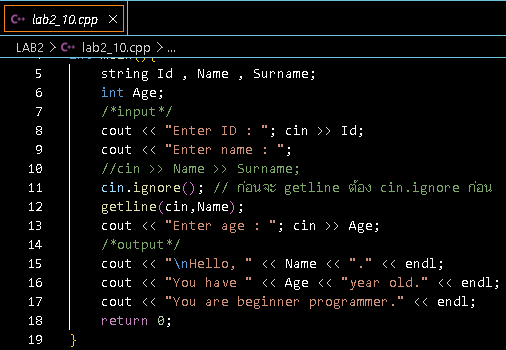 lab2_10.cpp
LAB2 > lab2_10.cpp > ...
5 string Id , Name , Surname;
6 int Age;
7 /*input*/
8 cout << "Enter ID : "; cin >> Id;
9 cout << "Enter name : ";
10 //cin >> Name >> Surname;
11 cin.ignore(); // ก่อนจะ getline ต้อง cin.ignore ก่อน
12 getline(cin,Name);
13 cout << "Enter age : "; cin >> Age;
14 /*output*/
15 cout << "\nHello, " << Name << "." << endl;
16 cout << "You have " << Age << "year old." << endl;
17 cout << "You are beginner programmer." << endl;
18 return 0;
19 }